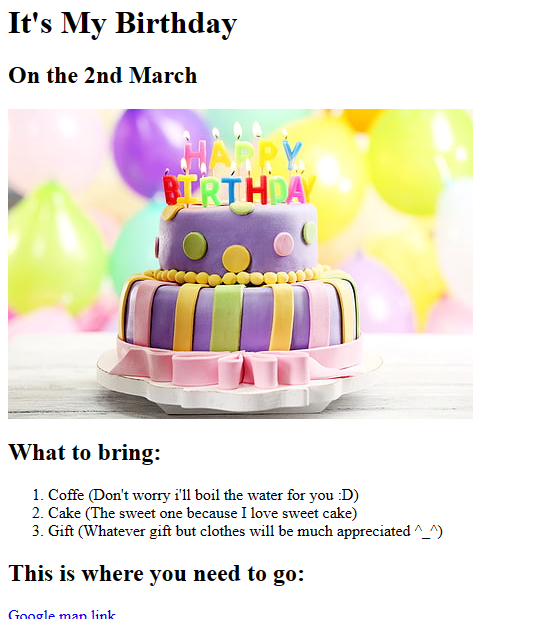 It's My Birthday
On the 2nd March
HAPPY
BIRTHDAY
What to bring:
1. Coffe (Don't worry i'll boil the water for you :D)
2. Cake (The sweet one because I love sweet cake)
3. Gift (Whatever gift but clothes will be much appreciated ^_^)
This is where you need to go:
Google map link